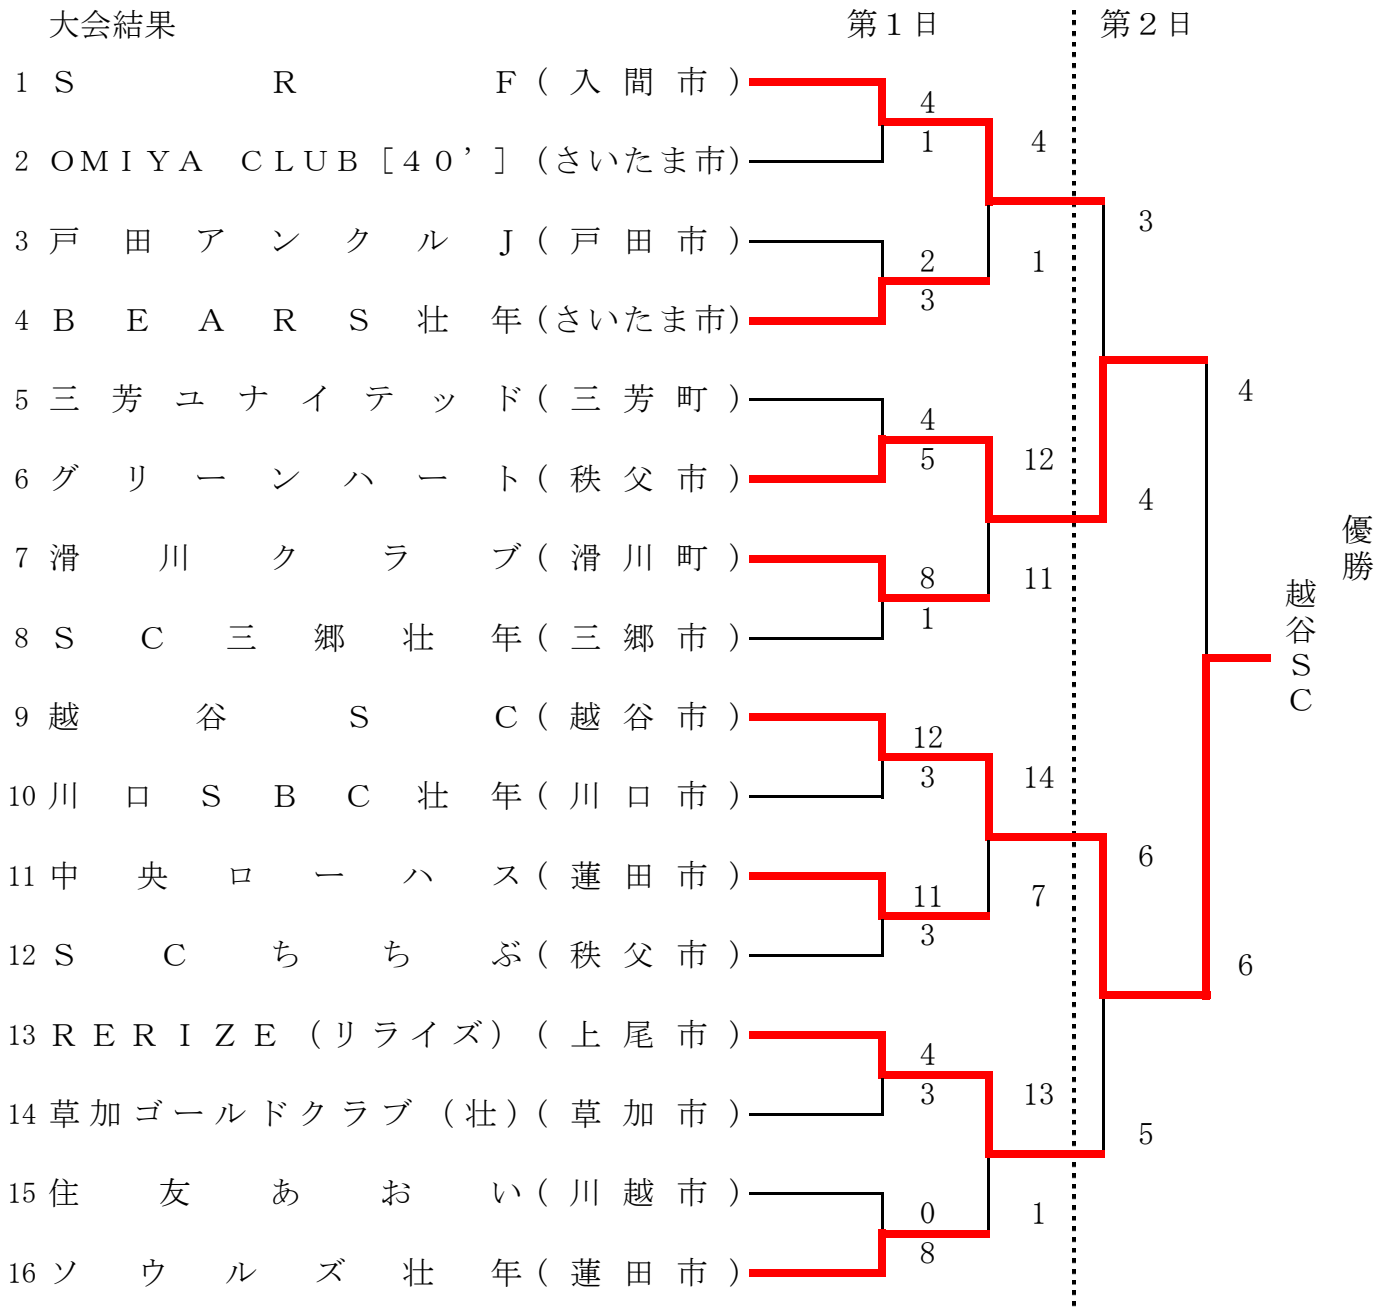 大会結果 第１日 第２日
1 ＳＲＦ(入間市)
4
2 ＯＭＩＹＡ ＣＬＵＢ［４０’］(さいたま市)
1 4
3 戸田アンクルＪ(戸田市)
3
2 1
4 ＢＥＡＲＳ壮年(さいたま市)
3
5 三芳ユナイテッド(三芳町)
4
4
6 グリーンハート(秩父市)
5 12
4
優勝
7 滑川クラブ(滑川町)
8 11
越谷ＳＣ
8 ＳＣ三郷壮年(三郷市)
1
9 越谷ＳＣ(越谷市)
12
10 川口ＳＢＣ壮年(川口市)
3 14
6
11 中央ローハス(蓮田市)
11 7
12 ＳＣちちぶ(秩父市)
3
6
13 ＲＥＲＩＺＥ（リライズ）(上尾市)
4
14 草加ゴールドクラブ（壮）(草加市)
3 13
5
15 住友あおい(川越市)
0 1
16 ソウルズ壮年(蓮田市)
8